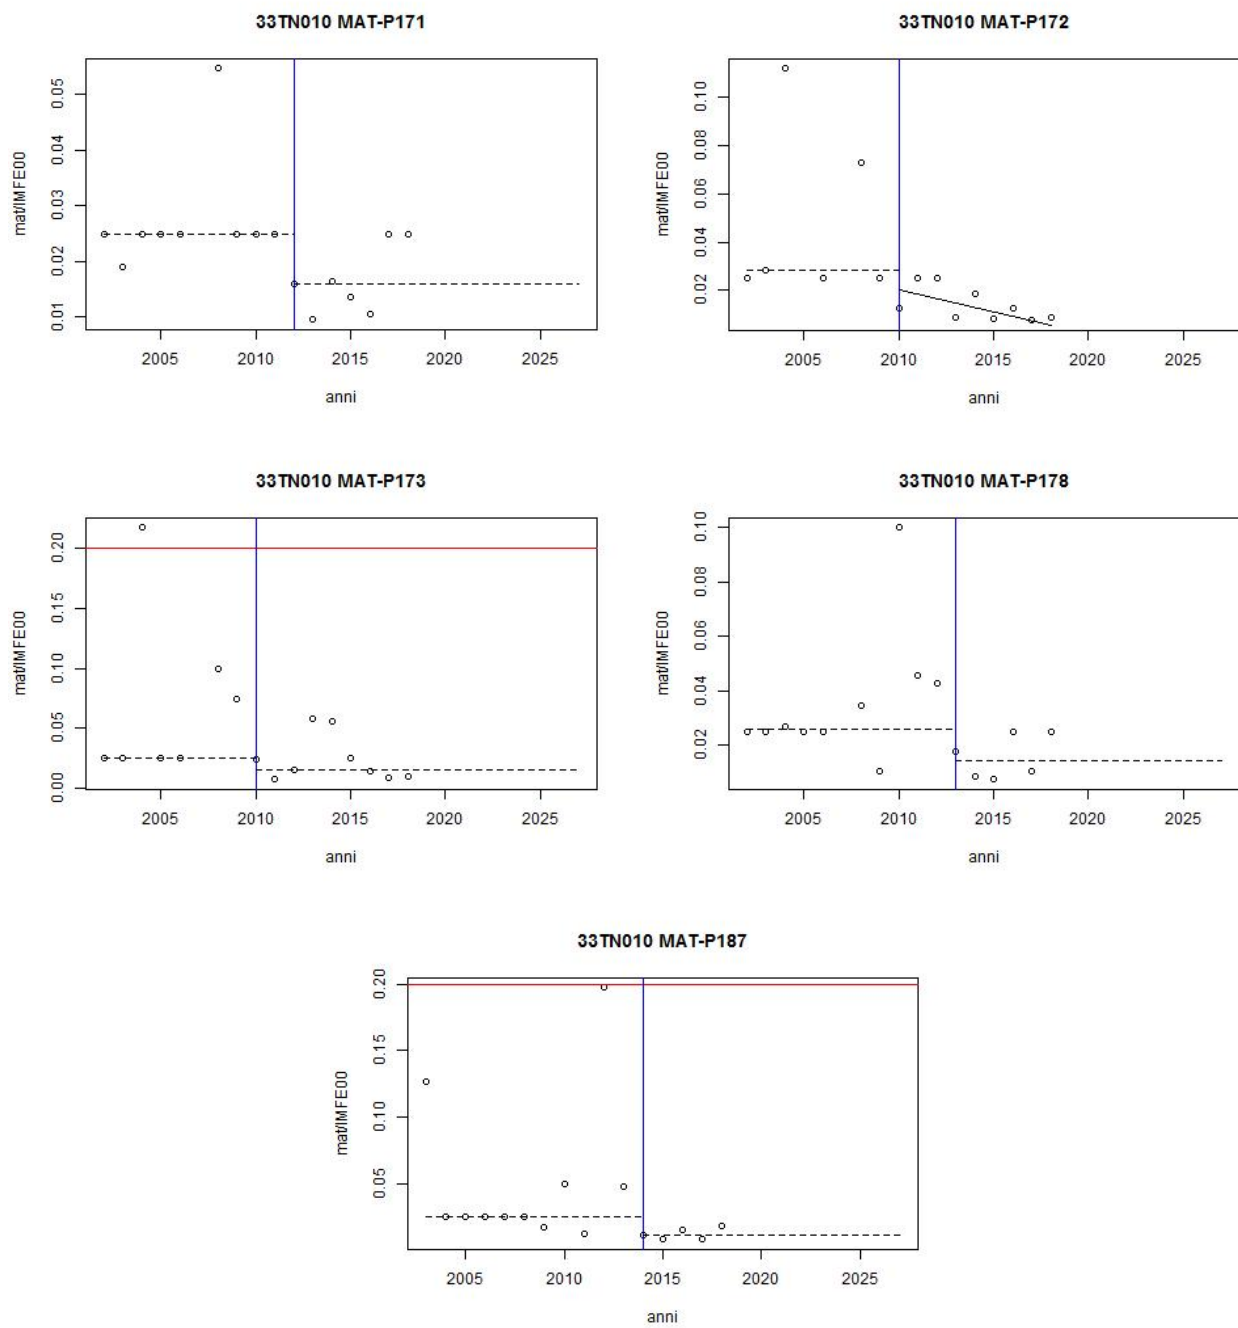 33TN010 MAT-P171
mat/IMFE00
0.05
0.04
0.03
0.02
0.01
2005 2010 2015 2020 2025
anni
33TN010 MAT-P172
mat/IMFE00
0.10
0.08
0.06
0.04
0.02
2005 2010 2015 2020 2025
anni
33TN010 MAT-P173
mat/IMFE00
0.20
0.15
0.10
0.05
0.00
2005 2010 2015 2020 2025
anni
33TN010 MAT-P178
mat/IMFE00
0.10
0.08
0.06
0.04
0.02
2005 2010 2015 2020 2025
anni
33TN010 MAT-P187
mat/IMFE00
0.20
0.15
0.10
0.05
2005 2010 2015 2020 2025
anni